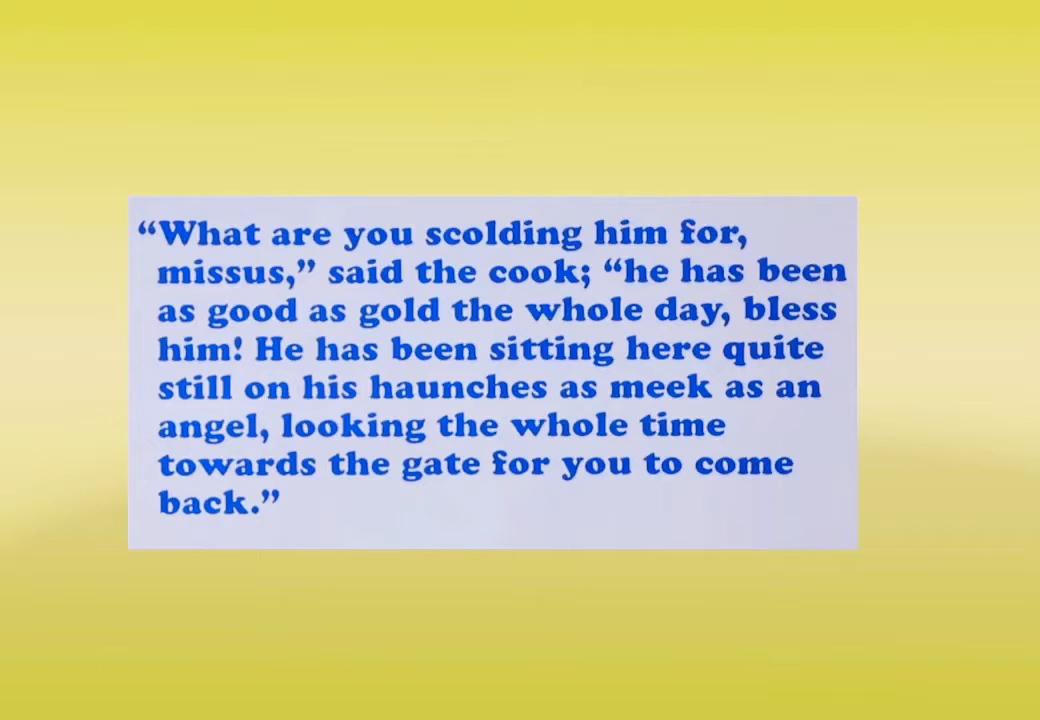 “What are you scolding him for,
missus,” said the cook; “he has been
as good as gold the whole day, bless
him! He has been sitting here quite
still on his haunches as meek as an
angel, looking the whole time
towards the gate for you to come
back.”